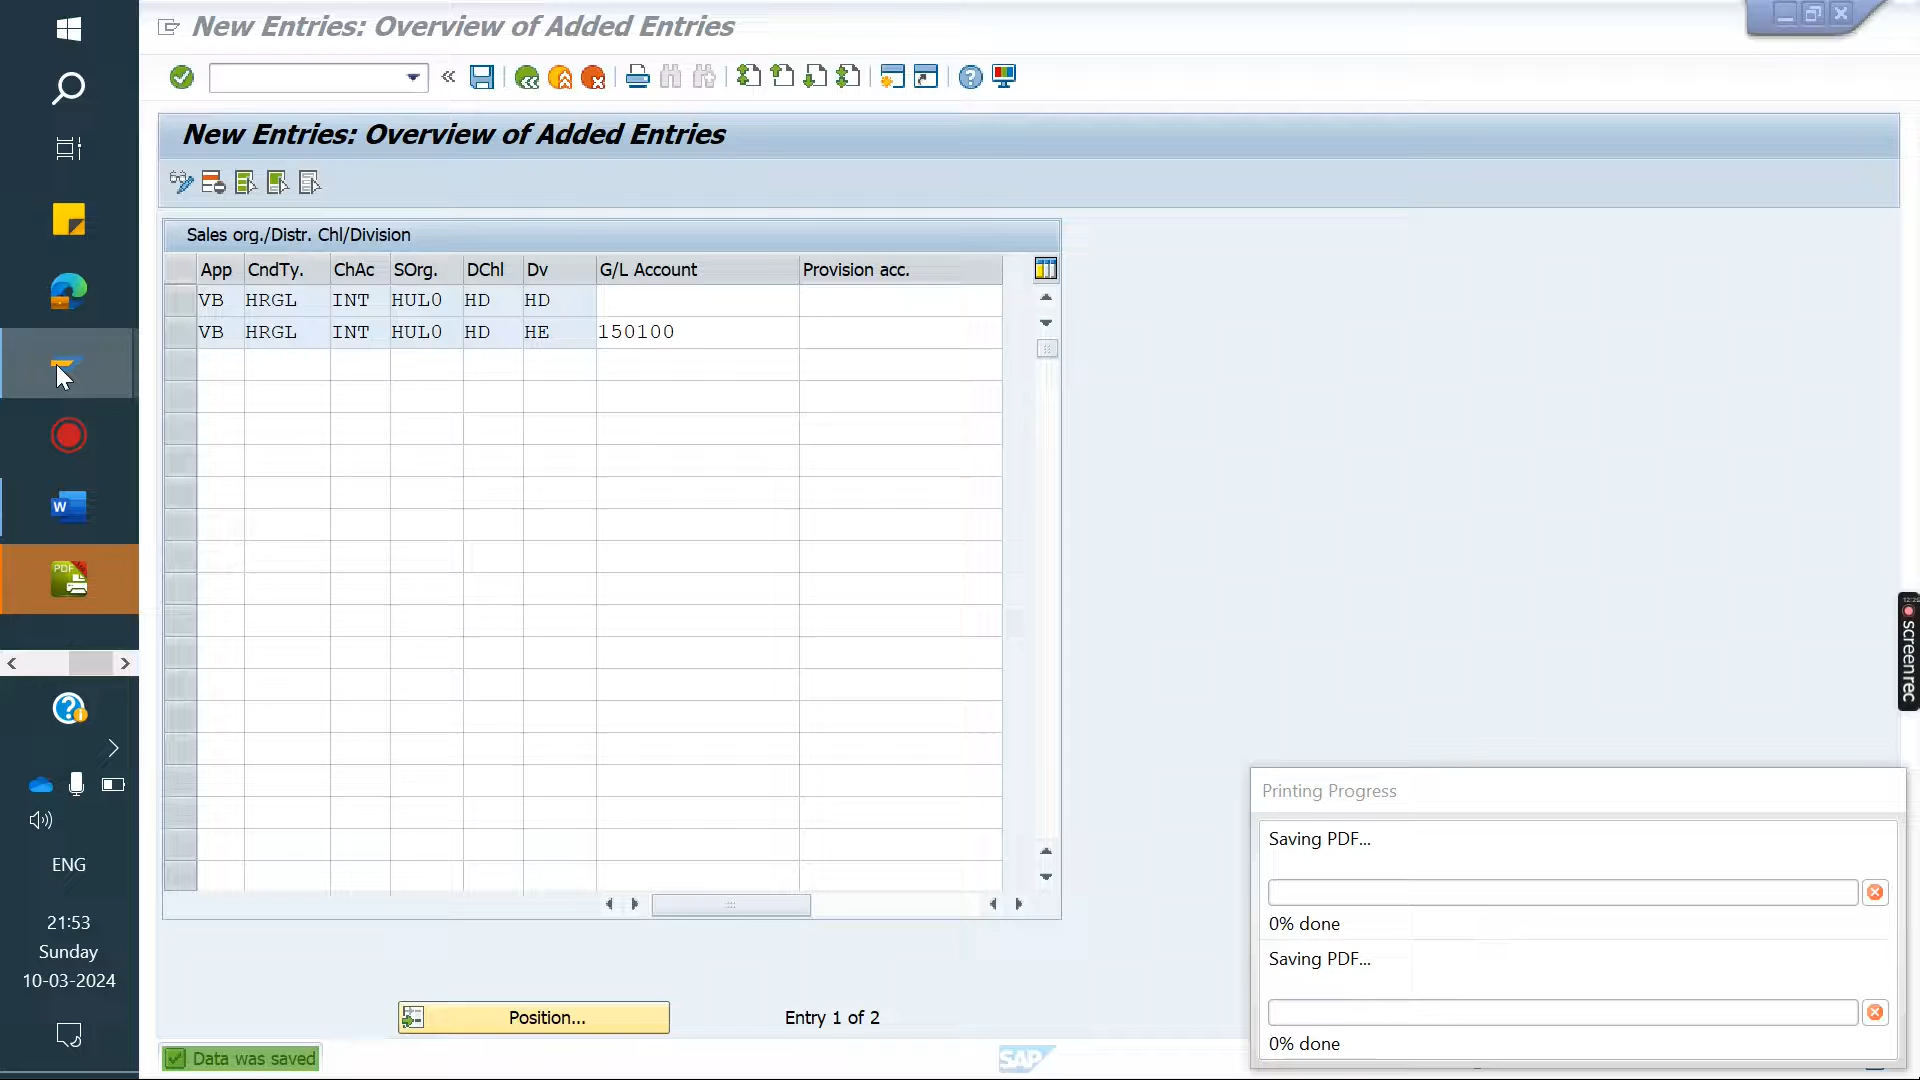 New Entries: Overview of Added Entries
New Entries: Overview of Added Entries
Sales org./Distr. Chl/Division
App CndTy. ChAc SOrg. DChl Dv G/L Account Provision acc.
VB HRGL INT HUL0 HD HD
VB HRGL INT HUL0 HD HE 150100
Position...
Entry 1 of 2
Data was saved
SAP
Printing Progress
Saving PDF...
0% done
Saving PDF...
0% done
screenrec
W
PDF
ENG
21:53
Sunday
10-03-2024